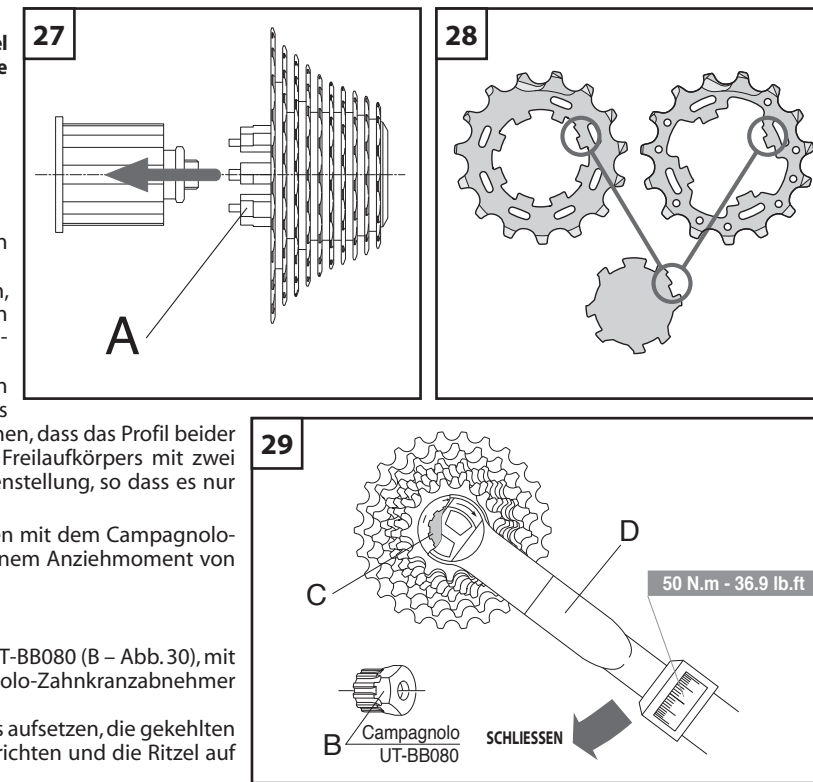 27
28
A
hen, dass das Profil beider
Freilaufkörpers mit zwei
enstellung, so dass es nur
en mit dem Campagnolo-
nem Anziehmoment von
T-BB080 (B – Abb. 30), mit
olo-Zahnkranzabnehmer
s aufsetzen, die gekehlten
richten und die Ritzel auf
29
D
C
50 N.m - 36.9 lb.ft
B
Campagnolo
UT-BB080
SCHLIESSEN